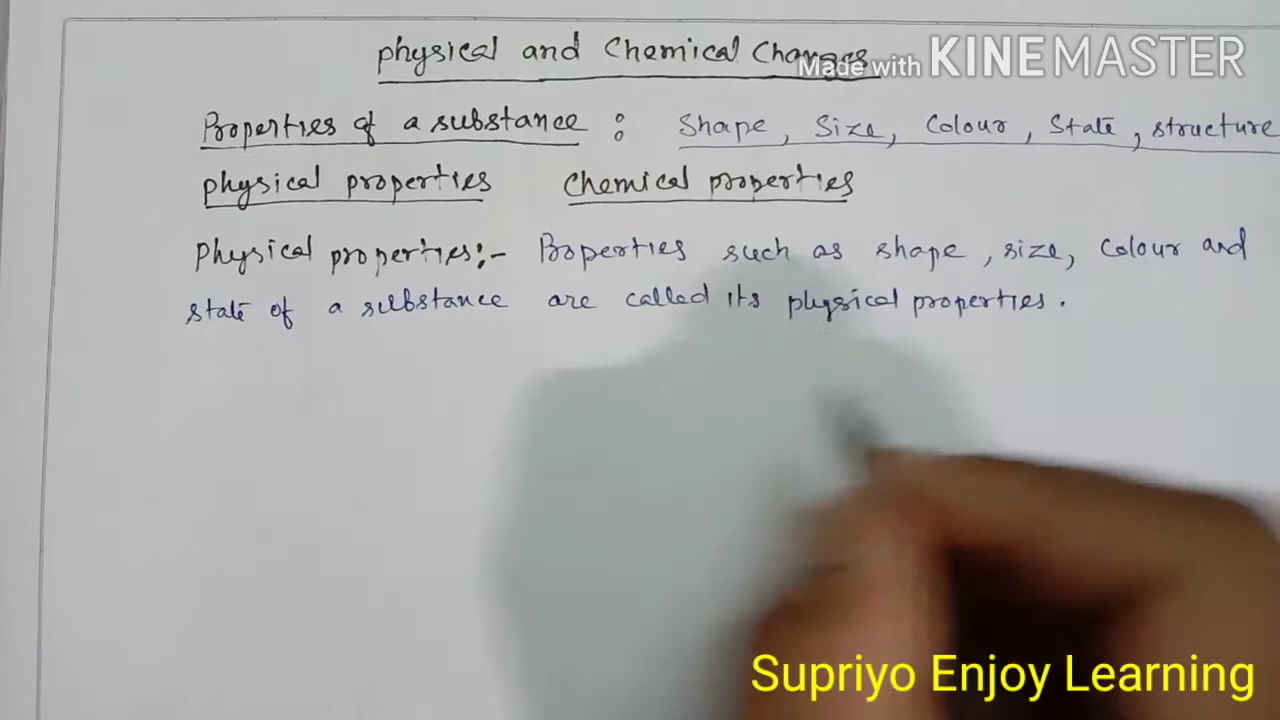 Physical and Chemical Changes
Made with KINEMASTER
Properties of a substance : Shape, Size, Colour, State, structure
physical properties Chemical properties
Physical properties:- Properties such as shape, size, Colour and
state of a substance are called its physical properties.
Supriyo Enjoy Learning